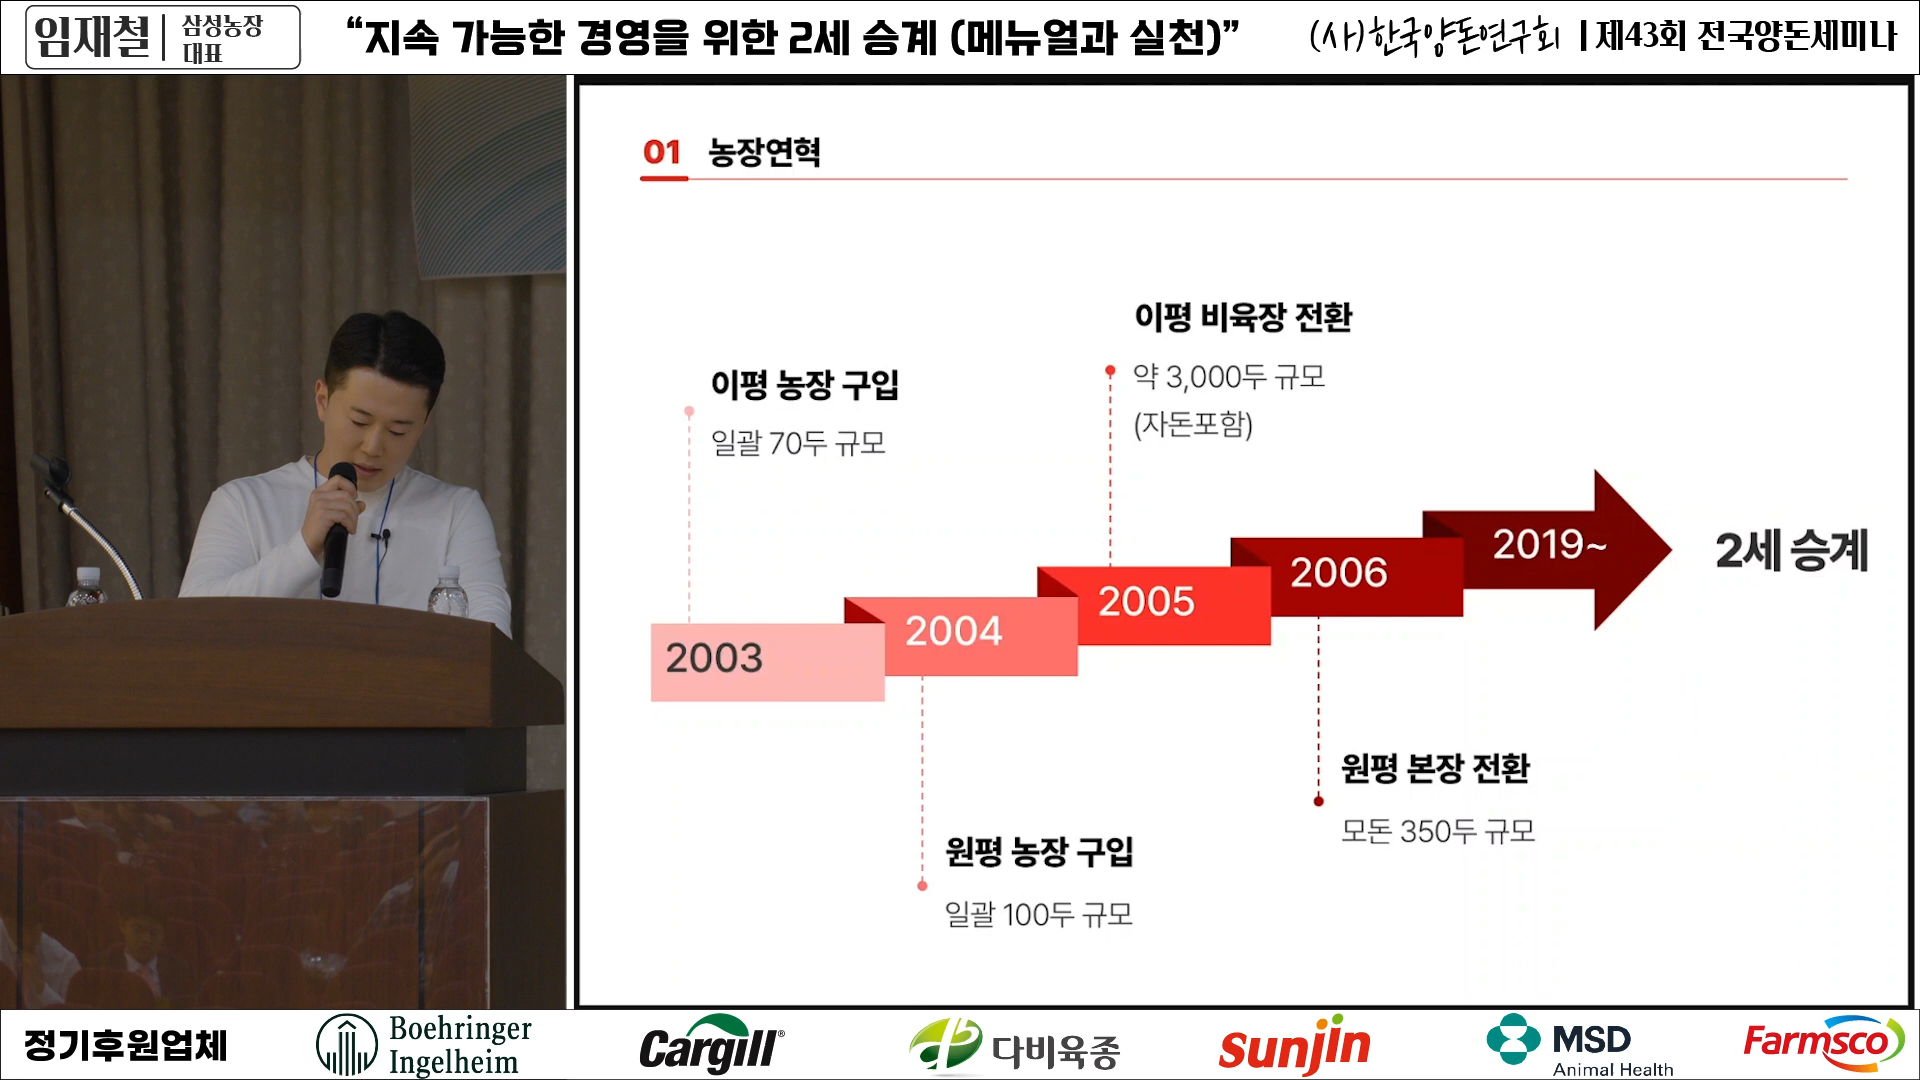 임재철
삼성농장
대표
“지속 가능한 경영을 위한 2세 승계 (메뉴얼과 실천)”
(사)한국양돈연구회 | 제43회 전국양돈세미나
01 농장연혁
이평 비육장 전환
약 3,000두 규모
(자돈포함)
이평 농장 구입
일괄 70두 규모
2003
2004
2005
2006
2019~
2세 승계
원평 본장 전환
모돈 350두 규모
원평 농장 구입
일괄 100두 규모
정기후원업체
Boehringer
Ingelheim
Cargill®
다비육종
Sunjin
MSD
Animal Health
Farmsco